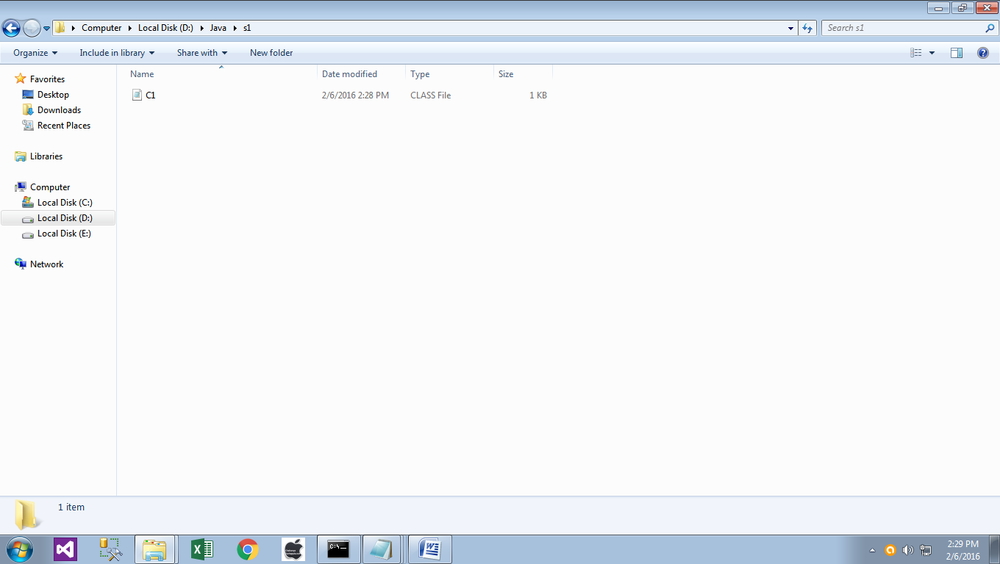 Computer Local Disk (D:) Java s1
Search s1
Organize Include in library Share with New folder
Name Date modified Type Size
C1 2/6/2016 2:28 PM CLASS File 1 KB
Favorites
Desktop
Downloads
Recent Places
Libraries
Computer
Local Disk (C:)
Local Disk (D:)
Local Disk (E:)
Network
1 item
C:\_
2:29 PM
2/6/2016